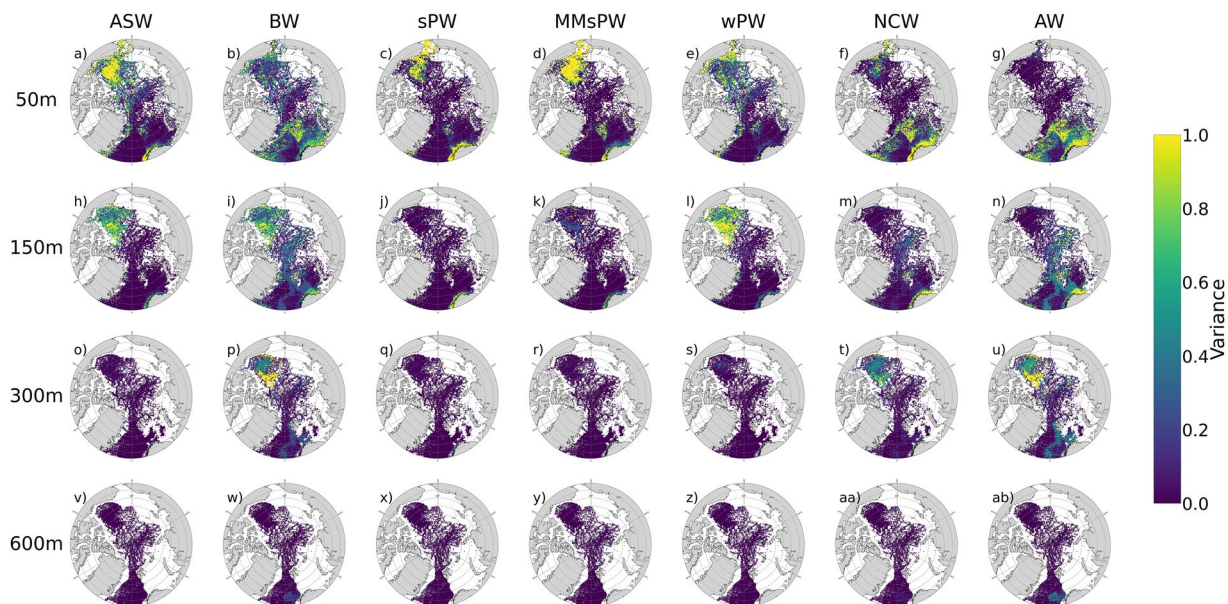 ASW BW sPW MMsPW wPW NCW AW
50m a) b) c) d) e) f) g)
150m h) i) j) k) l) m) n)
300m o) p) q) r) s) t) u)
600m v) w) x) y) z) aa) ab)
1.0
0.8
0.6
0.4
0.2
0.0
Variance